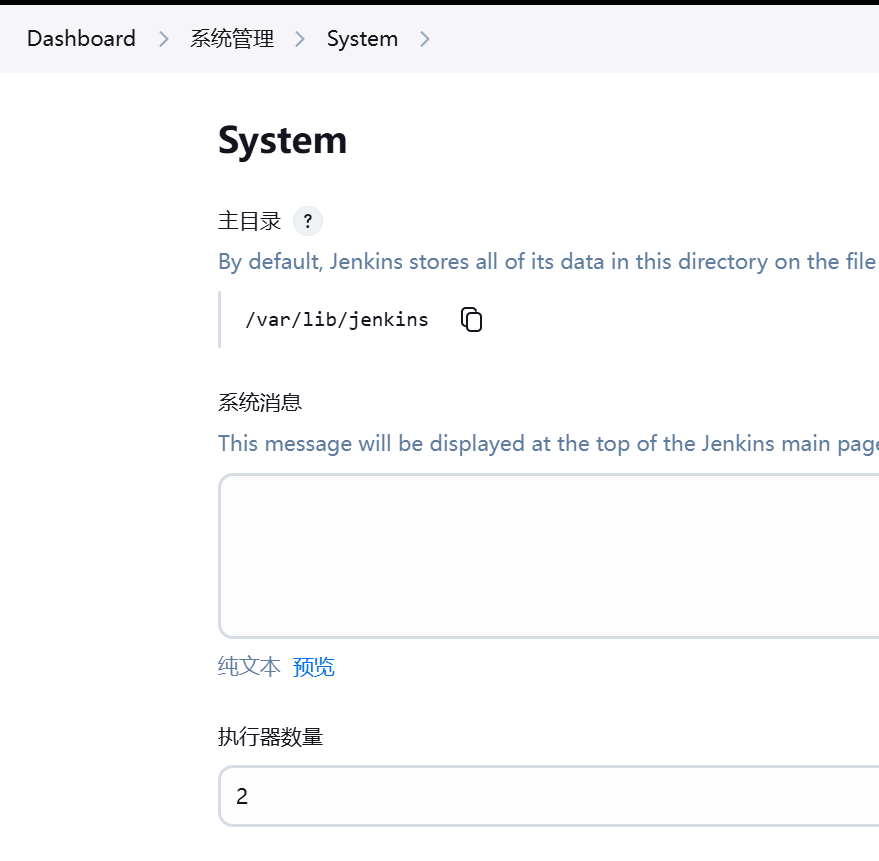 Dashboard > 系统管理 > System >
System
主目录 ?
By default, Jenkins stores all of its data in this directory on the file
/var/lib/jenkins
系统消息
This message will be displayed at the top of the Jenkins main page
纯文本 预览
执行器数量
2